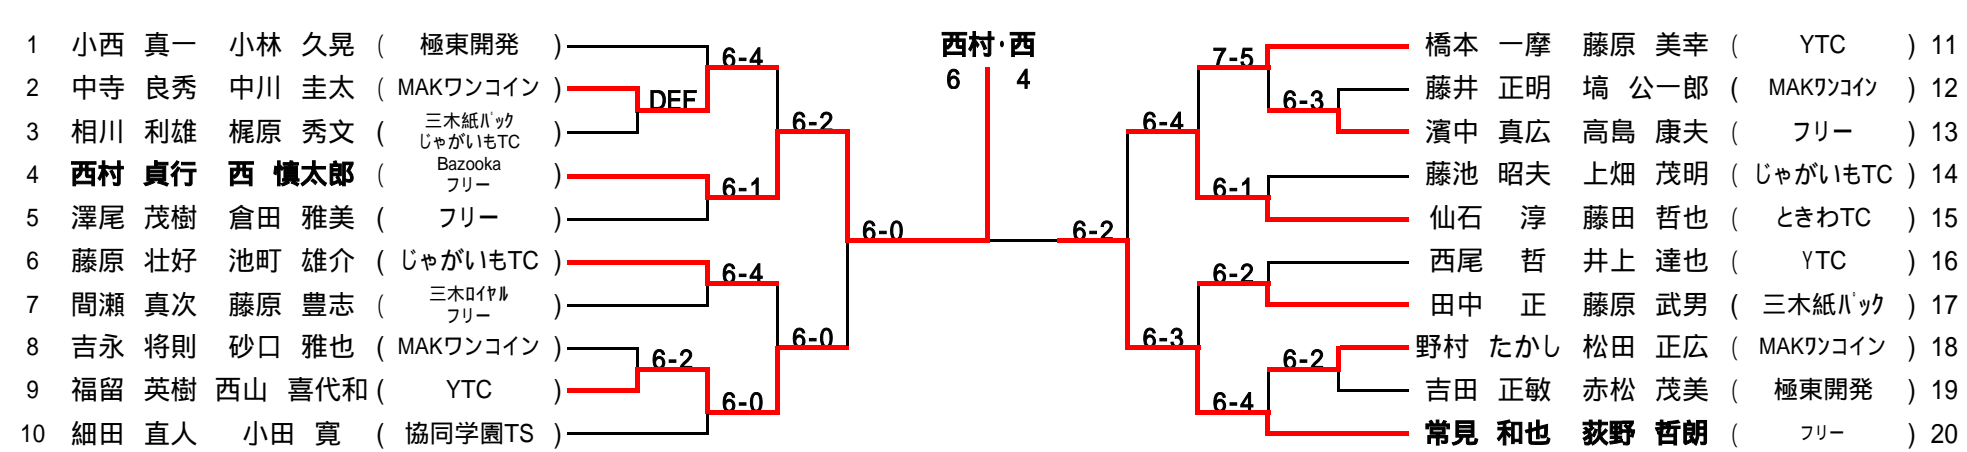 1 小西 真一 小林 久晃 ( 極東開発 )
2 中寺 良秀 中川 圭太 ( MAKワンコイン )
3 相川 利雄 梶原 秀文 ( 三木紙パック じゃがいもTC )
4 西村 貞行 西 慎太郎 ( Bazooka フリー )
5 澤尾 茂樹 倉田 雅美 ( フリー )
6 藤原 壮好 池町 雄介 ( じゃがいもTC )
7 間瀬 真次 藤原 豊志 ( 三木ロイヤル フリー )
8 吉永 将則 砂口 雅也 ( MAKワンコイン )
9 福留 英樹 西山 喜代和 ( YTC )
10 細田 直人 小田 寛 ( 協同学園TS )
6-4
DEF
6-2
6-1
6-0
6-4
6-0
6-2
6-0
西村・西
6 4
7-5
6-3
6-4
6-1
6-2
6-2
6-3
6-2
6-4
橋本 一摩 藤原 美幸 ( YTC ) 11
藤井 正明 塙 公一郎 ( MAKワンコイン ) 12
濱中 真広 高島 康夫 ( フリー ) 13
藤池 昭夫 上畑 茂明 ( じゃがいもTC ) 14
仙石 淳 藤田 哲也 ( ときわTC ) 15
西尾 哲 井上 達也 ( YTC ) 16
田中 正 藤原 武男 ( 三木紙パック ) 17
野村 たかし 松田 正広 ( MAKワンコイン ) 18
吉田 正敏 赤松 茂美 ( 極東開発 ) 19
常見 和也 荻野 哲朗 ( フリー ) 20